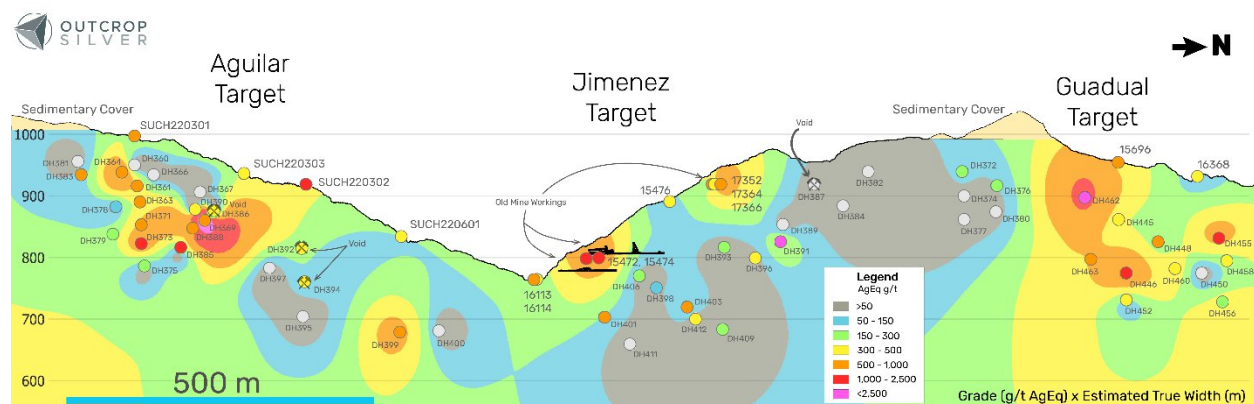 OUTCROP
SILVER
N
Aguilar
Target
Jimenez
Target
Guadual
Target
Sedimentary Cover
Sedimentary Cover
1000
900
800
700
600
SUCH220301
SUCH220303
SUCH220302
SUCH220601
DH381
DH383
DH364
DH360
DH366
DH361
DH363
DH367
DH390
Void
DH386
DH378
DH371
DH369
DH388
DH379
DH373
DH385
DH375
DH392
Void
DH397
DH394
DH395
DH399
DH400
Old Mine Workings
15476
17352
17364
17366
15472, 15474
16113
16114
Void
DH382
DH384
DH389
DH391
DH393
DH396
DH406
DH398
DH403
DH401
DH412
DH409
DH411
DH372
DH376
DH374
DH380
DH377
15696
16368
DH462
DH445
DH448
DH455
DH463
DH446
DH460
DH450
DH458
DH452
DH456
Legend
AgEq g/t
>50
50 - 150
150 - 300
300 - 500
500 - 1,000
1,000 - 2,500
<2,500
500 m
Grade (g/t AgEq) x Estimated True Width (m)